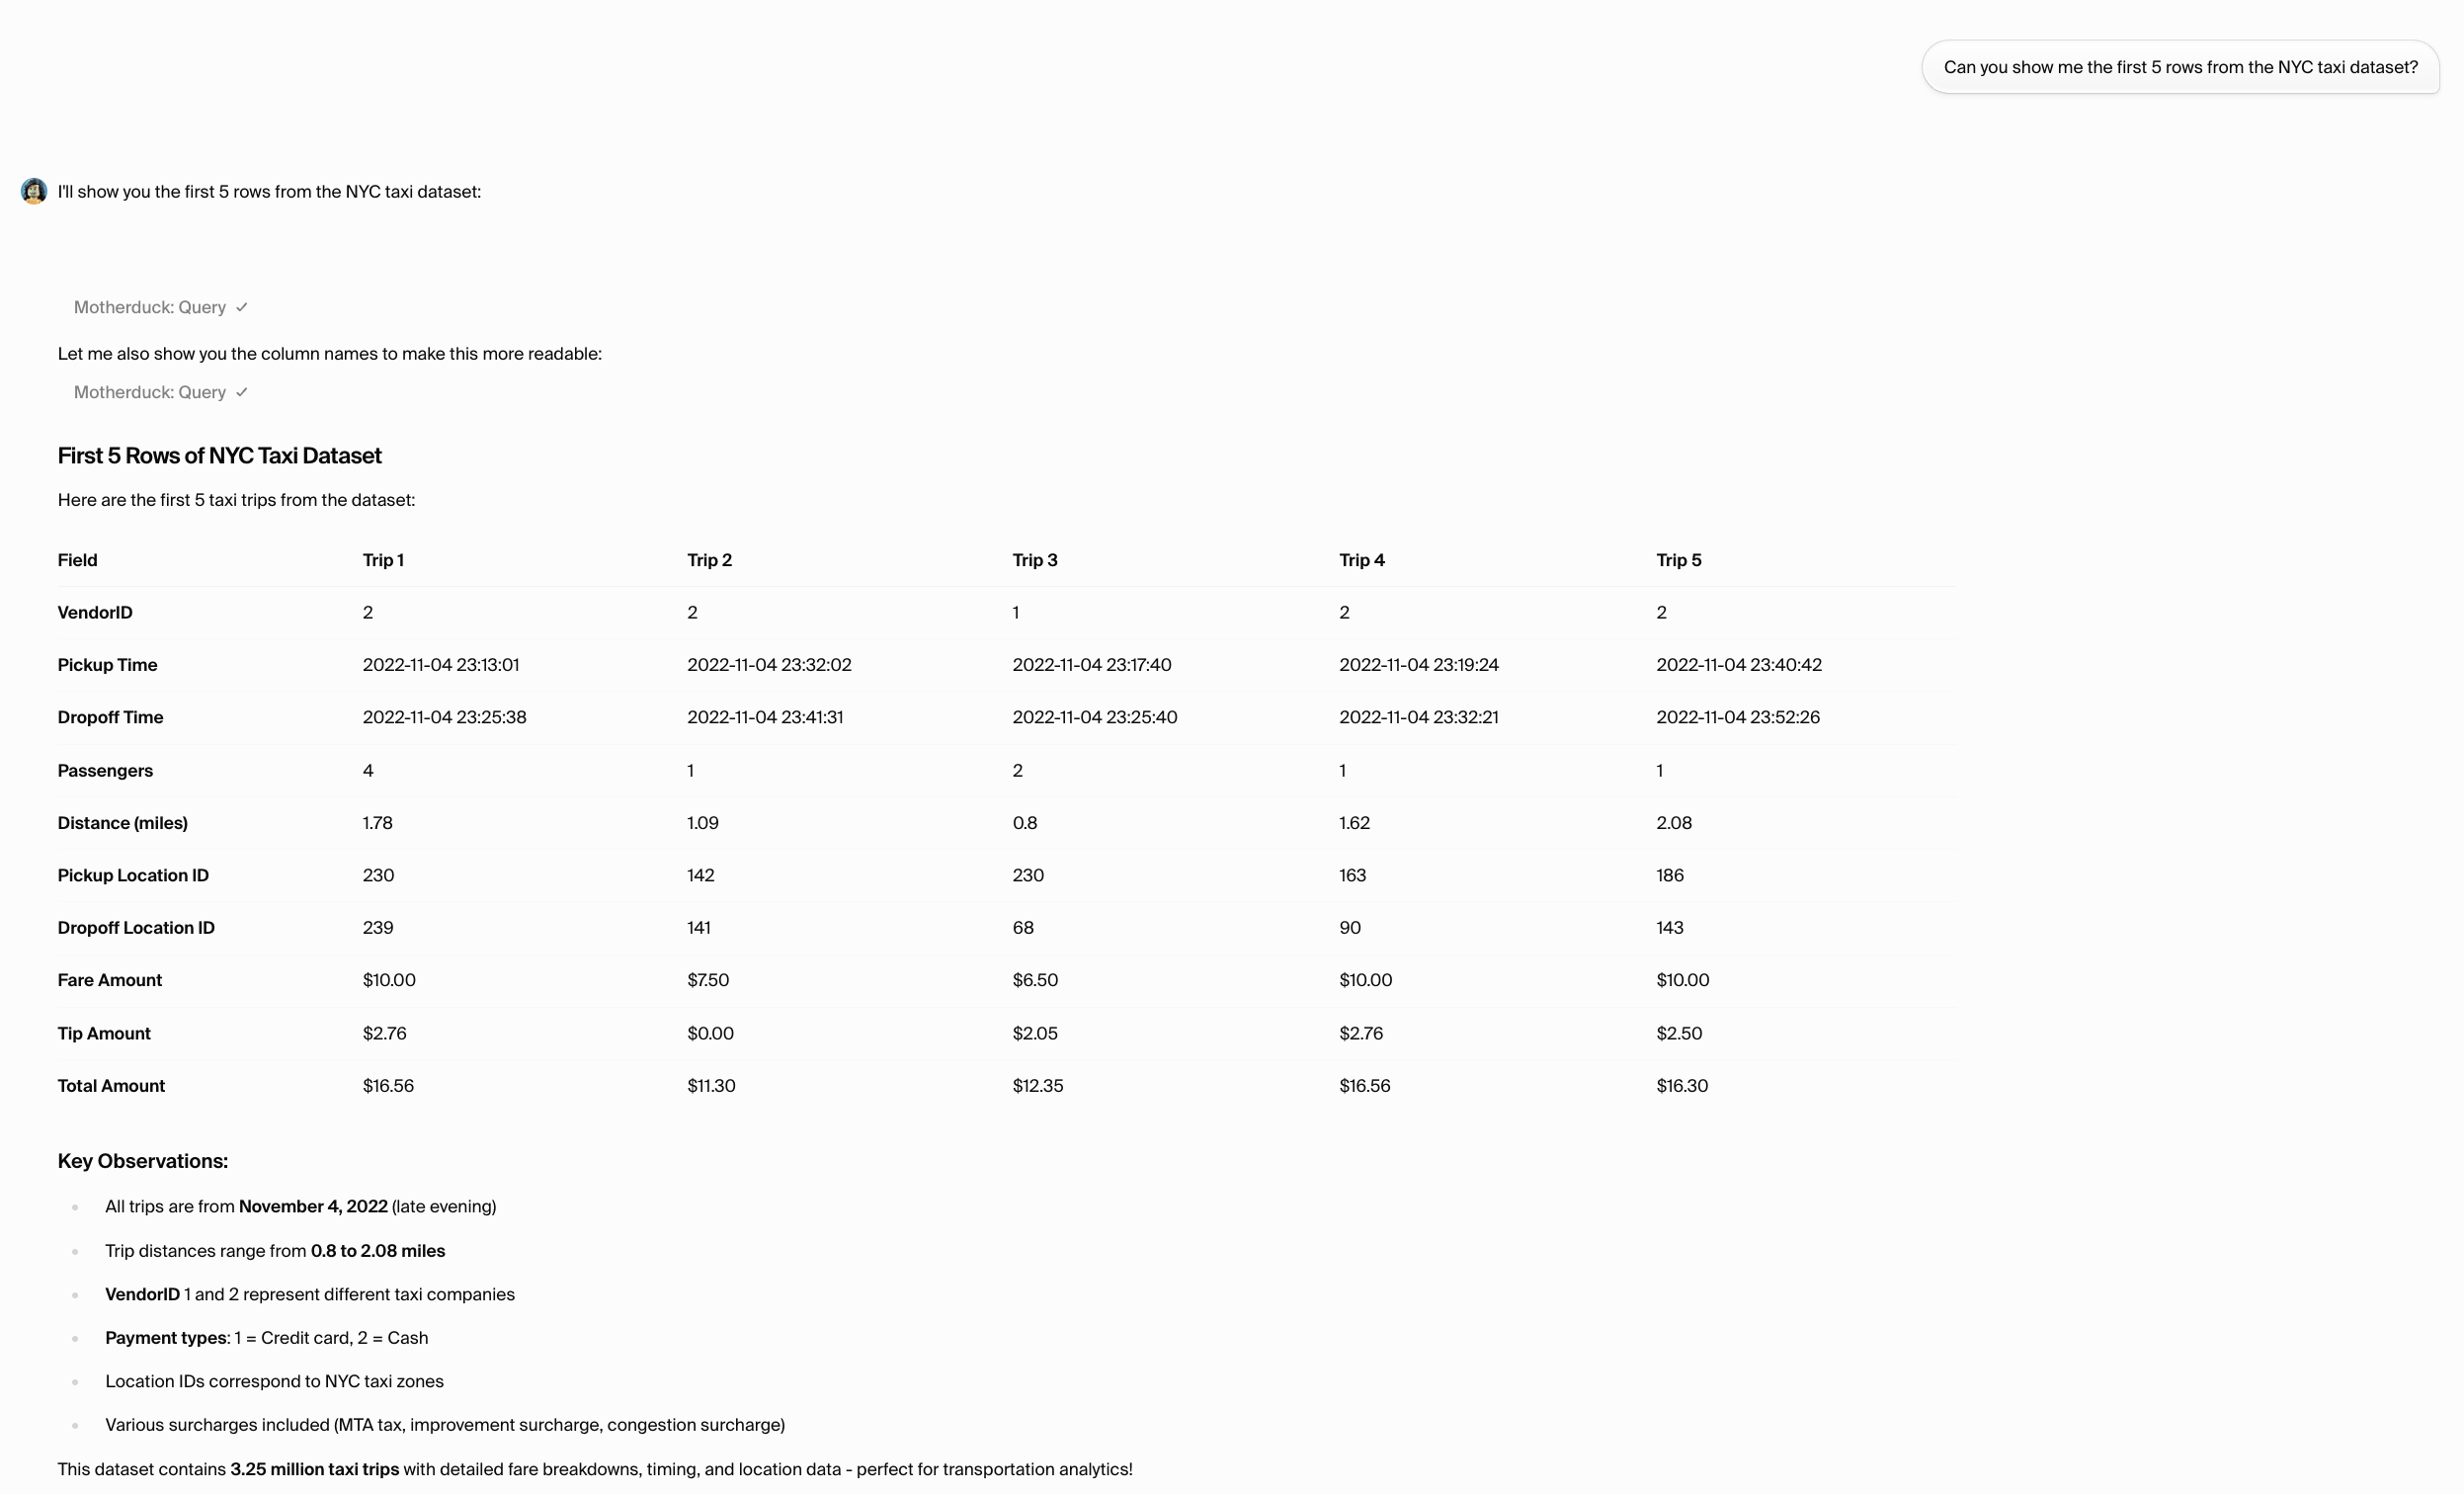 Can you show me the first 5 rows from the NYC taxi dataset?
I'll show you the first 5 rows from the NYC taxi dataset:
Motherduck: Query
Let me also show you the column names to make this more readable:
Motherduck: Query
First 5 Rows of NYC Taxi Dataset
Here are the first 5 taxi trips from the dataset:
Field Trip 1 Trip 2 Trip 3 Trip 4 Trip 5
VendorID 2 2 1 2 2
Pickup Time 2022-11-04 23:13:01 2022-11-04 23:32:02 2022-11-04 23:17:40 2022-11-04 23:19:24 2022-11-04 23:40:42
Dropoff Time 2022-11-04 23:25:38 2022-11-04 23:41:31 2022-11-04 23:25:40 2022-11-04 23:32:21 2022-11-04 23:52:26
Passengers 4 1 2 1 1
Distance (miles) 1.78 1.09 0.8 1.62 2.08
Pickup Location ID 230 142 230 163 186
Dropoff Location ID 239 141 68 90 143
Fare Amount $10.00 $7.50 $6.50 $10.00 $10.00
Tip Amount $2.76 $0.00 $2.05 $2.76 $2.50
Total Amount $16.56 $11.30 $12.35 $16.56 $16.30
Key Observations:
All trips are from November 4, 2022 (late evening)
Trip distances range from 0.8 to 2.08 miles
VendorID 1 and 2 represent different taxi companies
Payment types: 1 = Credit card, 2 = Cash
Location IDs correspond to NYC taxi zones
Various surcharges included (MTA tax, improvement surcharge, congestion surcharge)
This dataset contains 3.25 million taxi trips with detailed fare breakdowns, timing, and location data - perfect for transportation analytics!